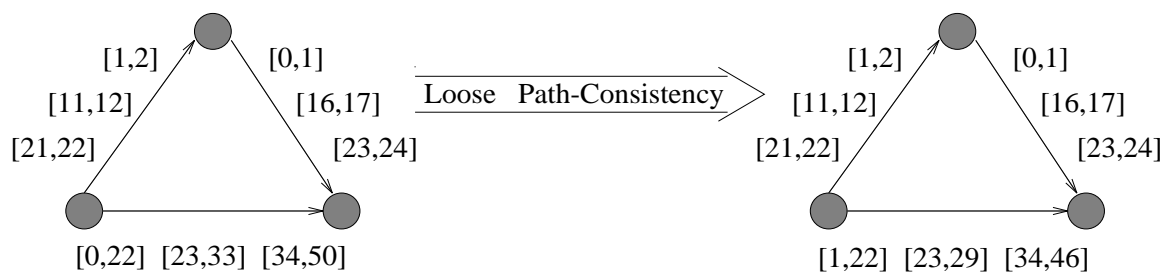 [1,2] [0,1] [1,2] [0,1]
[11,12] [16,17] Loose Path-Consistency [11,12] [16,17]
[21,22] [23,24] [21,22] [23,24]
[0,22] [23,33] [34,50] [1,22] [23,29] [34,46]